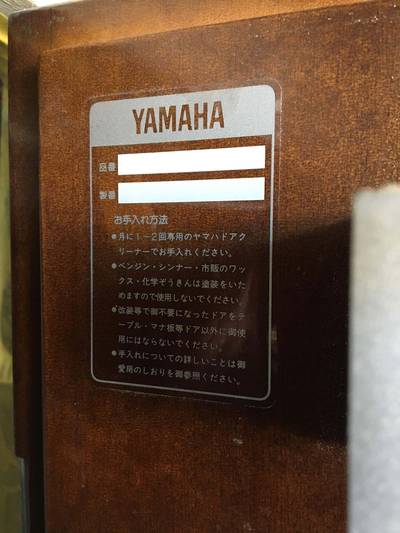 YAMAHA
品番
製番
お手入れ方法
●月に1~2回専用のヤマハドアク
リーナーでお手入れください。
●ベンジン・シンナー・市販のワッ
クス・化学ぞうきんは塗装をいた
めますので使用しないでください。
●改装等で御不要になったドアをテ
ーブル・マナ板等ドア以外に御使
用にはならないでください。
●手入れについての詳しいことは御
愛用のしおりを御参照ください。